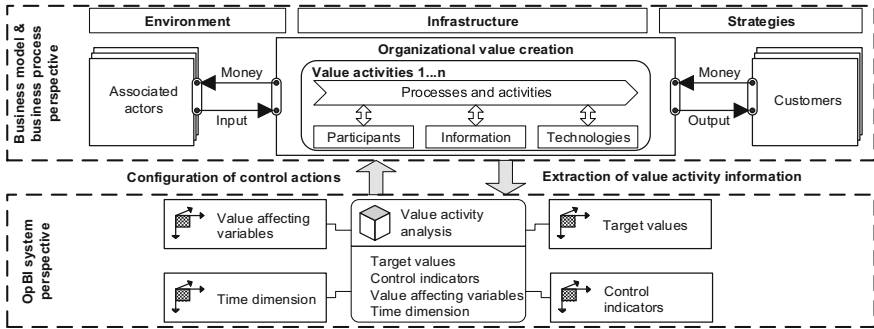 Environment
Infrastructure
Strategies
Business model &
business process
perspective
Organizational value creation
Associated
actors
Money
Input
Value activities 1...n
Processes and activities
Participants
Information
Technologies
Money
Output
Customers
Configuration of control actions
Extraction of value activity information
OpBI system
perspective
Value affecting
variables
Time dimension
Value activity
analysis
Target values
Control indicators
Value affecting variables
Time dimension
Target values
Control
indicators